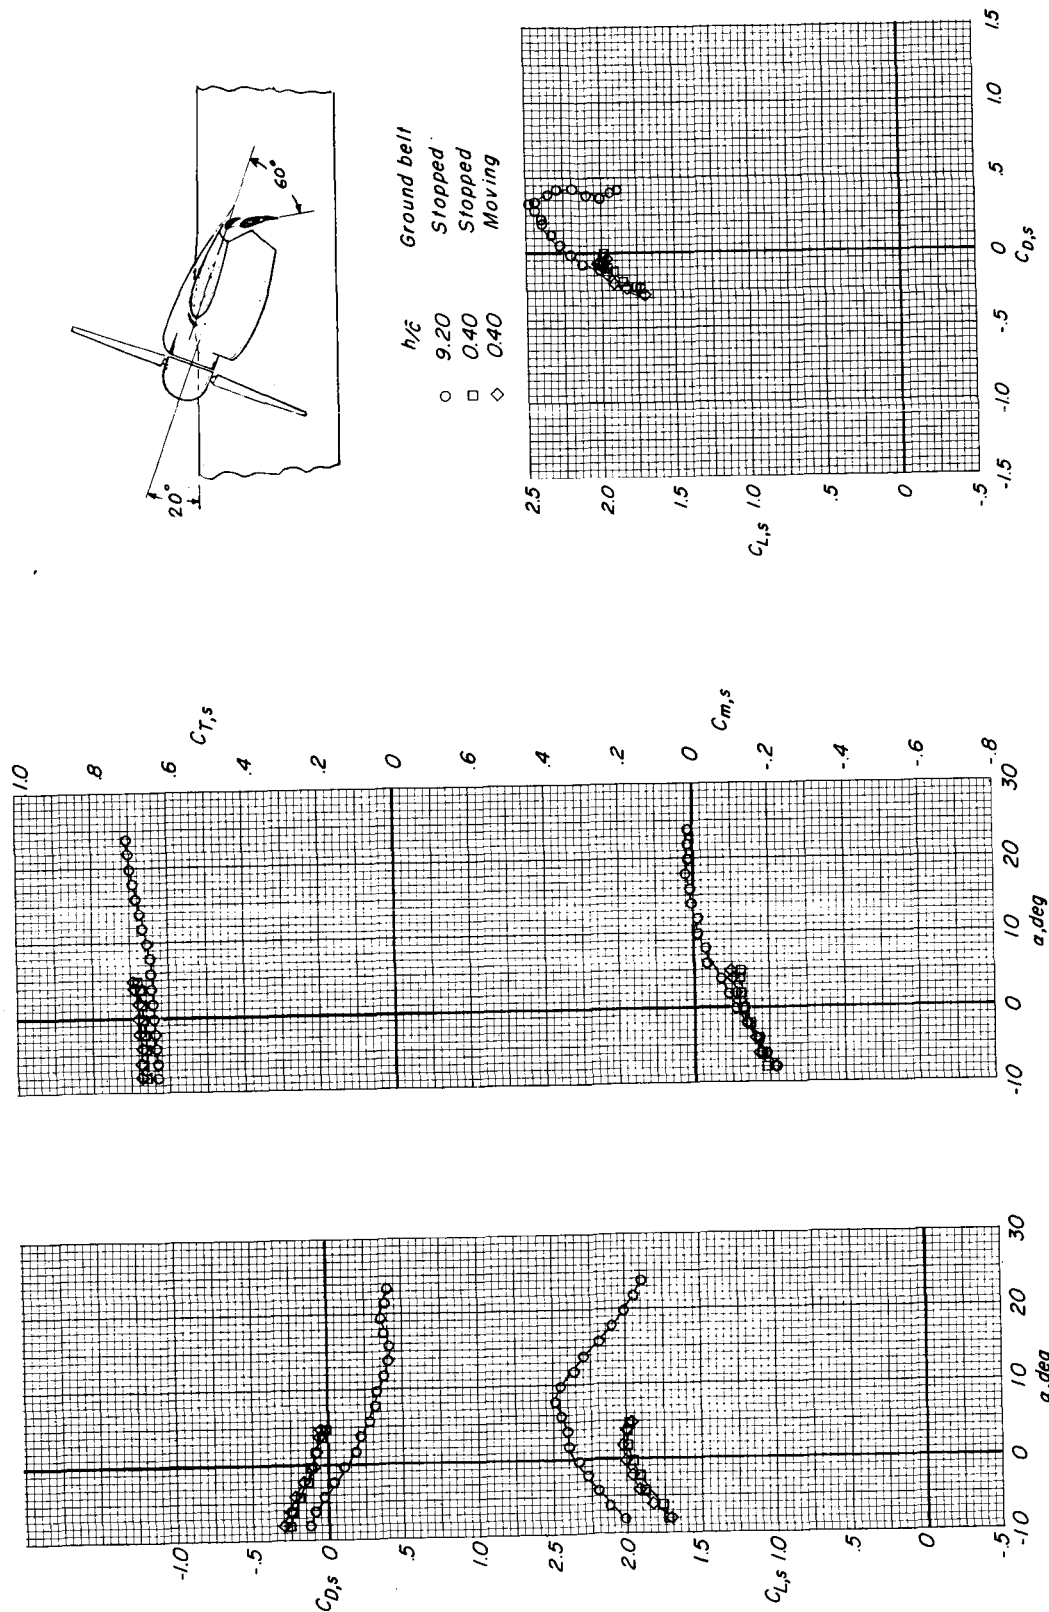 20°
60°
h/c̄ Ground belt
○ 9.20 Stopped
□ 0.40 Stopped
◇ 0.40 Moving
2.5
2.0
1.5
C_L,s 1.0
.5
0
-.5
-1.5 -1.0 -.5 0 .5 1.0 1.5
C_D,s
1.0
.8
.6
C_T,s
.4
.2
0
.4
.2
C_m,s
0
-.2
-.4
-.6
-.8
-10 0 10 20 30
α, deg
-1.0
-.5
C_D,s
0
.5
1.0
2.5
2.0
1.5
C_L,s 1.0
.5
0
-.5
-10 0 10 20 30
α, deg